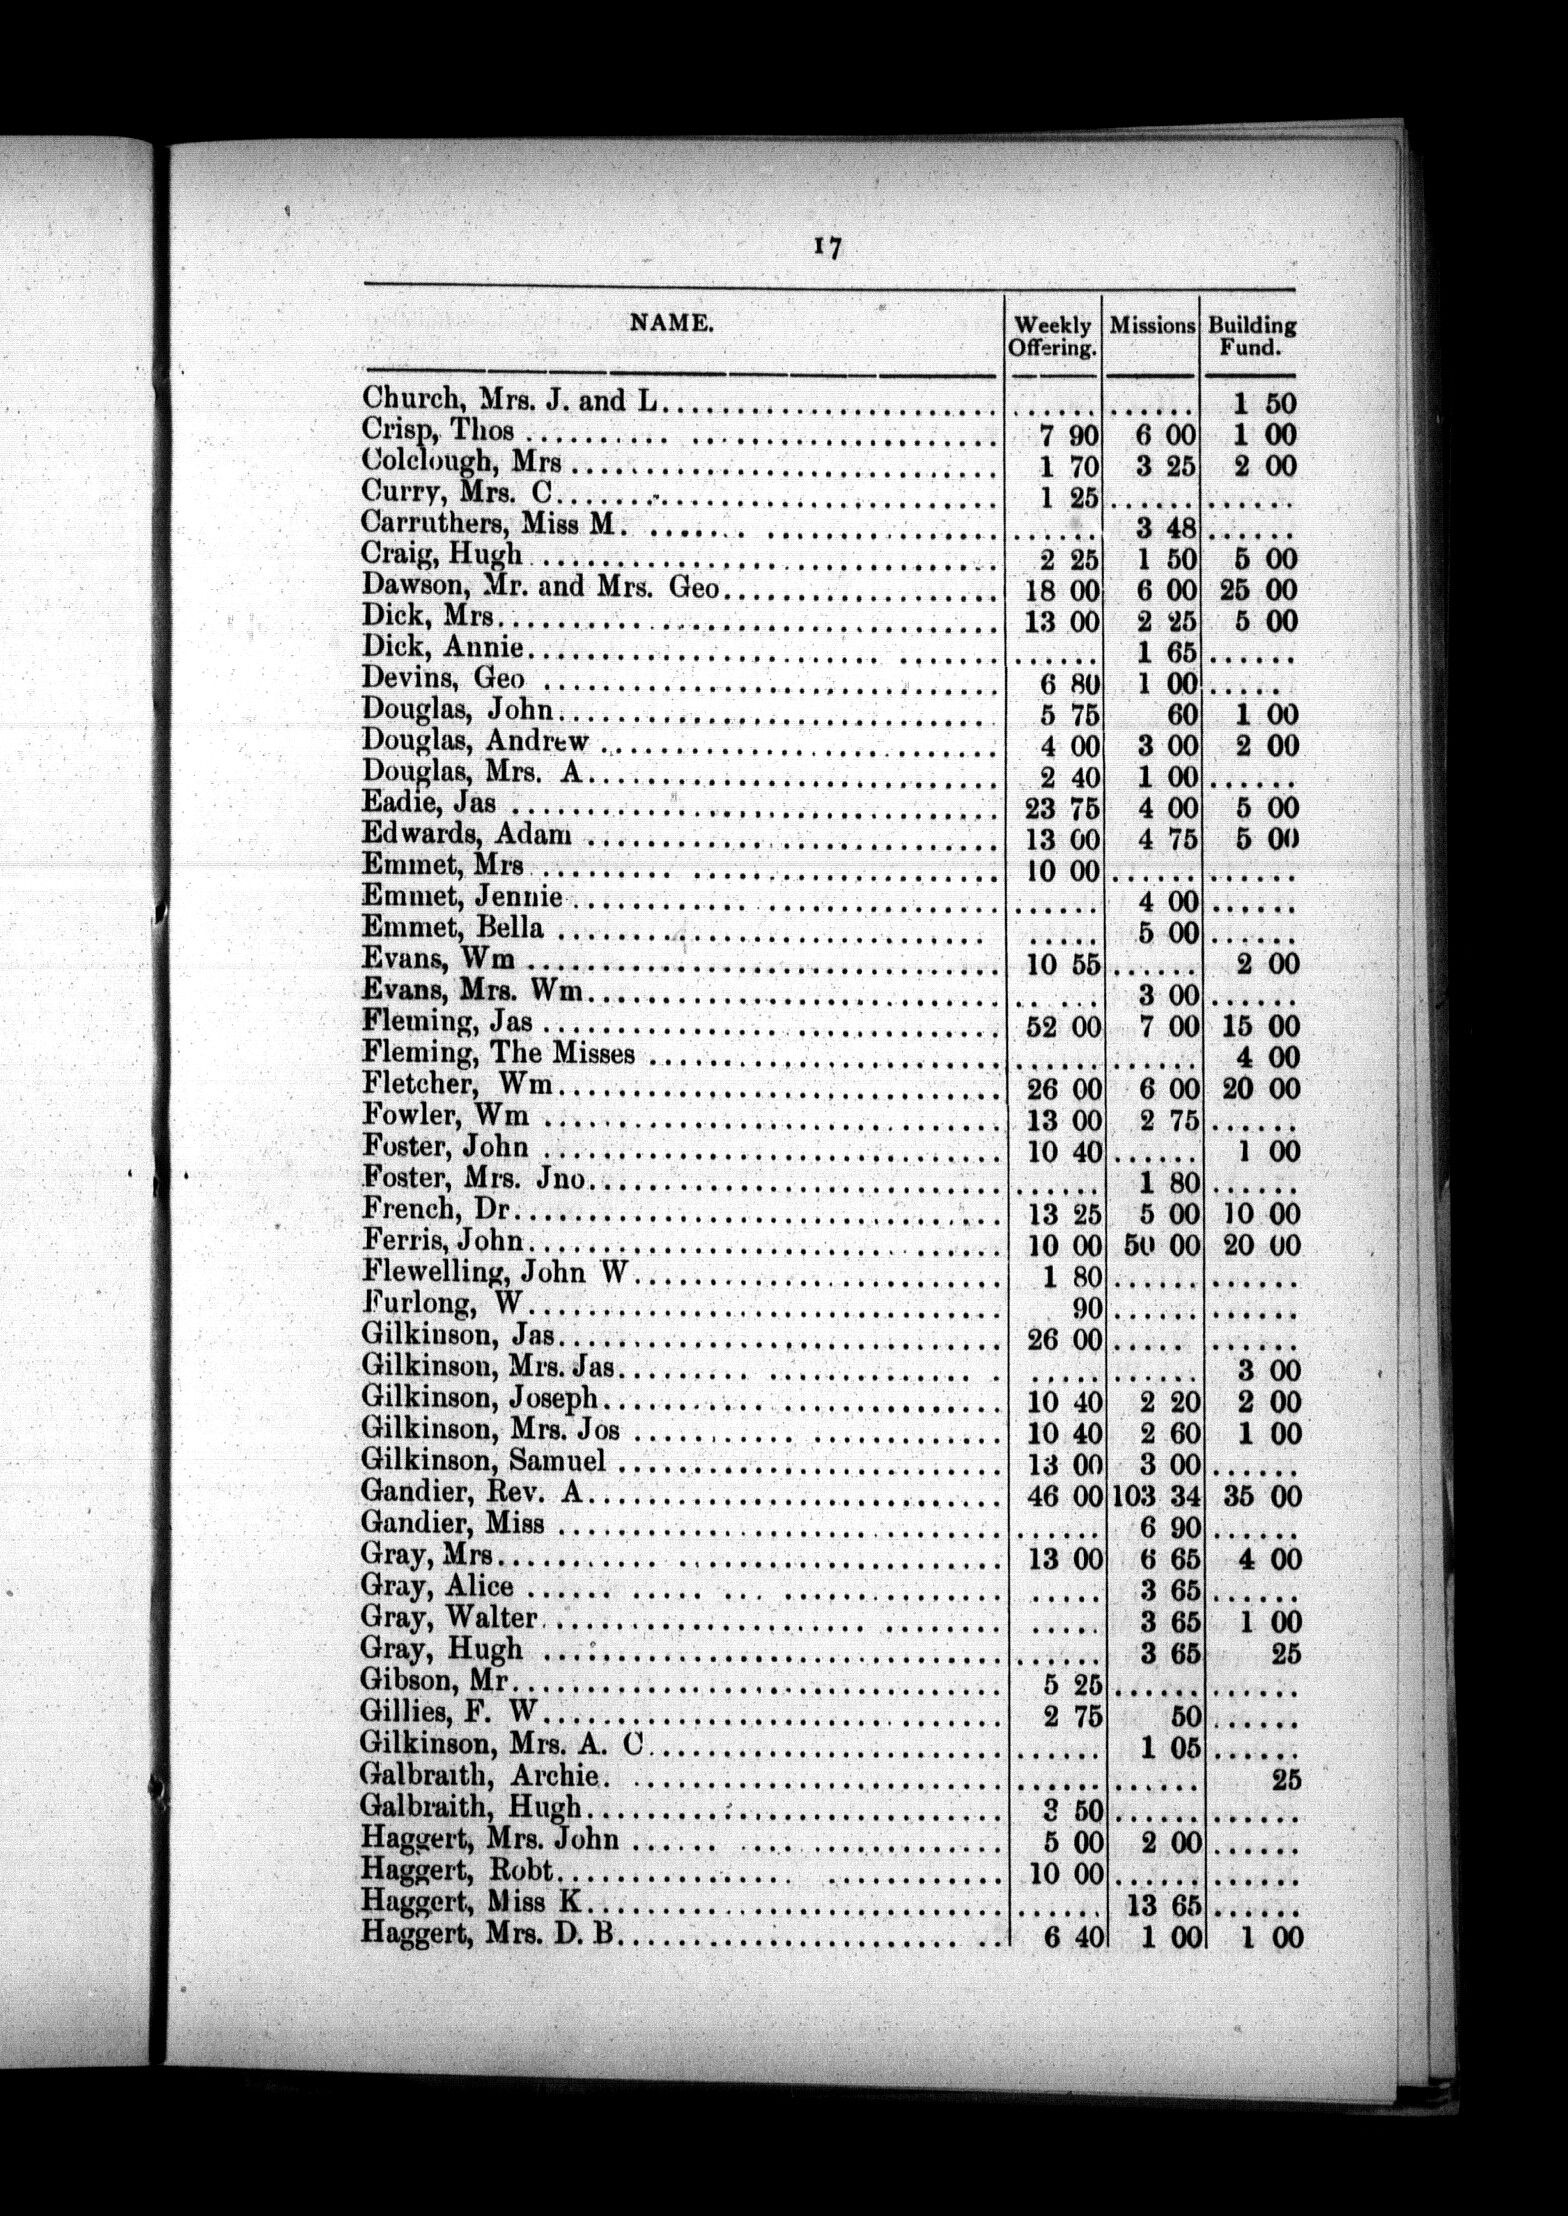 17
NAME. Weekly Offering. Missions Building Fund.
Church, Mrs. J. and L. ...... ...... 1 50
Crisp, Thos ...... 7 90 6 00 1 00
Colclough, Mrs ...... 1 70 3 25 2 00
Curry, Mrs. C. ...... 1 25 ...... ......
Carruthers, Miss M. ...... ...... 3 48 ......
Craig, Hugh ...... 2 25 1 50 5 00
Dawson, Mr. and Mrs. Geo ...... 18 00 6 00 25 00
Dick, Mrs ...... 13 00 2 25 5 00
Dick, Annie ...... ...... 1 65 ......
Devins, Geo ...... 6 80 1 00 ......
Douglas, John ...... 5 75 60 1 00
Douglas, Andrew ...... 4 00 3 00 2 00
Douglas, Mrs. A ...... 2 40 1 00 ......
Eadie, Jas ...... 23 75 4 00 5 00
Edwards, Adam ...... 13 00 4 75 5 00
Emmet, Mrs ...... 10 00 ...... ......
Emmet, Jennie ...... ...... 4 00 ......
Emmet, Bella ...... ...... 5 00 ......
Evans, Wm ...... 10 55 ...... 2 00
Evans, Mrs. Wm ...... ...... 3 00 ......
Fleming, Jas ...... 52 00 7 00 15 00
Fleming, The Misses ...... ...... ...... 4 00
Fletcher, Wm ...... 26 00 6 00 20 00
Fowler, Wm ...... 13 00 2 75 ......
Foster, John ...... 10 40 ...... 1 00
Foster, Mrs. Jno ...... ...... 1 80 ......
French, Dr ...... 13 25 5 00 10 00
Ferris, John ...... 10 00 50 00 20 00
Flewelling, John W ...... 1 80 ...... ......
Furlong, W ...... 90 ...... ......
Gilkinson, Jas ...... 26 00 ...... ......
Gilkinson, Mrs. Jas ...... ...... ...... 3 00
Gilkinson, Joseph ...... 10 40 2 20 2 00
Gilkinson, Mrs. Jos ...... 10 40 2 60 1 00
Gilkinson, Samuel ...... 13 00 3 00 ......
Gandier, Rev. A ...... 46 00 103 34 35 00
Gandier, Miss ...... ...... 6 90 ......
Gray, Mrs ...... 13 00 6 65 4 00
Gray, Alice ...... ...... 3 65 ......
Gray, Walter ...... ...... 3 65 1 00
Gray, Hugh ...... ...... 3 65 25
Gibson, Mr ...... 5 25 ...... ......
Gillies, F. W ...... 2 75 50 ......
Gilkinson, Mrs. A. C ...... ...... 1 05 ......
Galbraith, Archie ...... ...... ...... 25
Galbraith, Hugh ...... 3 50 ...... ......
Haggert, Mrs. John ...... 5 00 2 00 ......
Haggert, Robt ...... 10 00 ...... ......
Haggert, Miss K ...... ...... 13 65 ......
Haggert, Mrs. D. B ...... 6 40 1 00 1 00